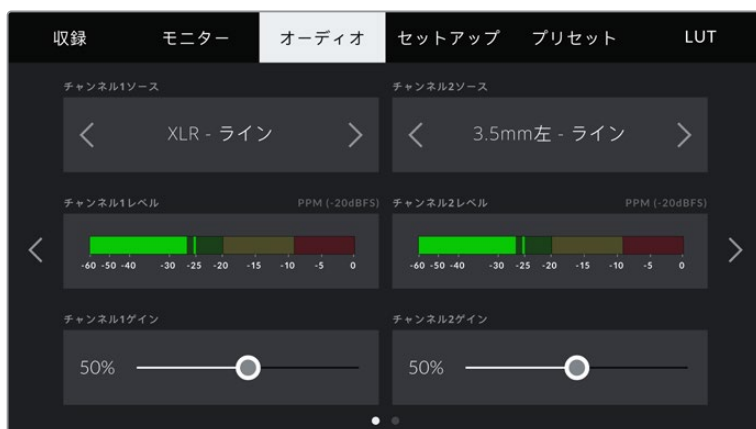 収録 モニター オーディオ セットアップ プリセット LUT
チャンネル1ソース チャンネル2ソース
XLR - ライン 3.5mm左 - ライン
チャンネル1レベル PPM (-20dBFS) チャンネル2レベル PPM (-20dBFS)
-60 -50 -40 -30 -25 -20 -15 -10 -5 0 -60 -50 -40 -30 -25 -20 -15 -10 -5 0
チャンネル1ゲイン チャンネル2ゲイン
50% 50%